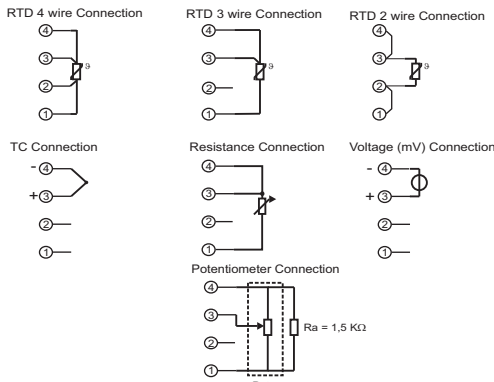 RTD 4 wire Connection
RTD 3 wire Connection
RTD 2 wire Connection
4
3
ϑ
2
1
4
3
ϑ
2
1
4
3
ϑ
2
1
TC Connection
Resistance Connection
Voltage (mV) Connection
- 4
+ 3
2
1
4
3
2
1
- 4
+ 3
2
1
Potentiometer Connection
4
3
2
1
Ra = 1,5 KΩ